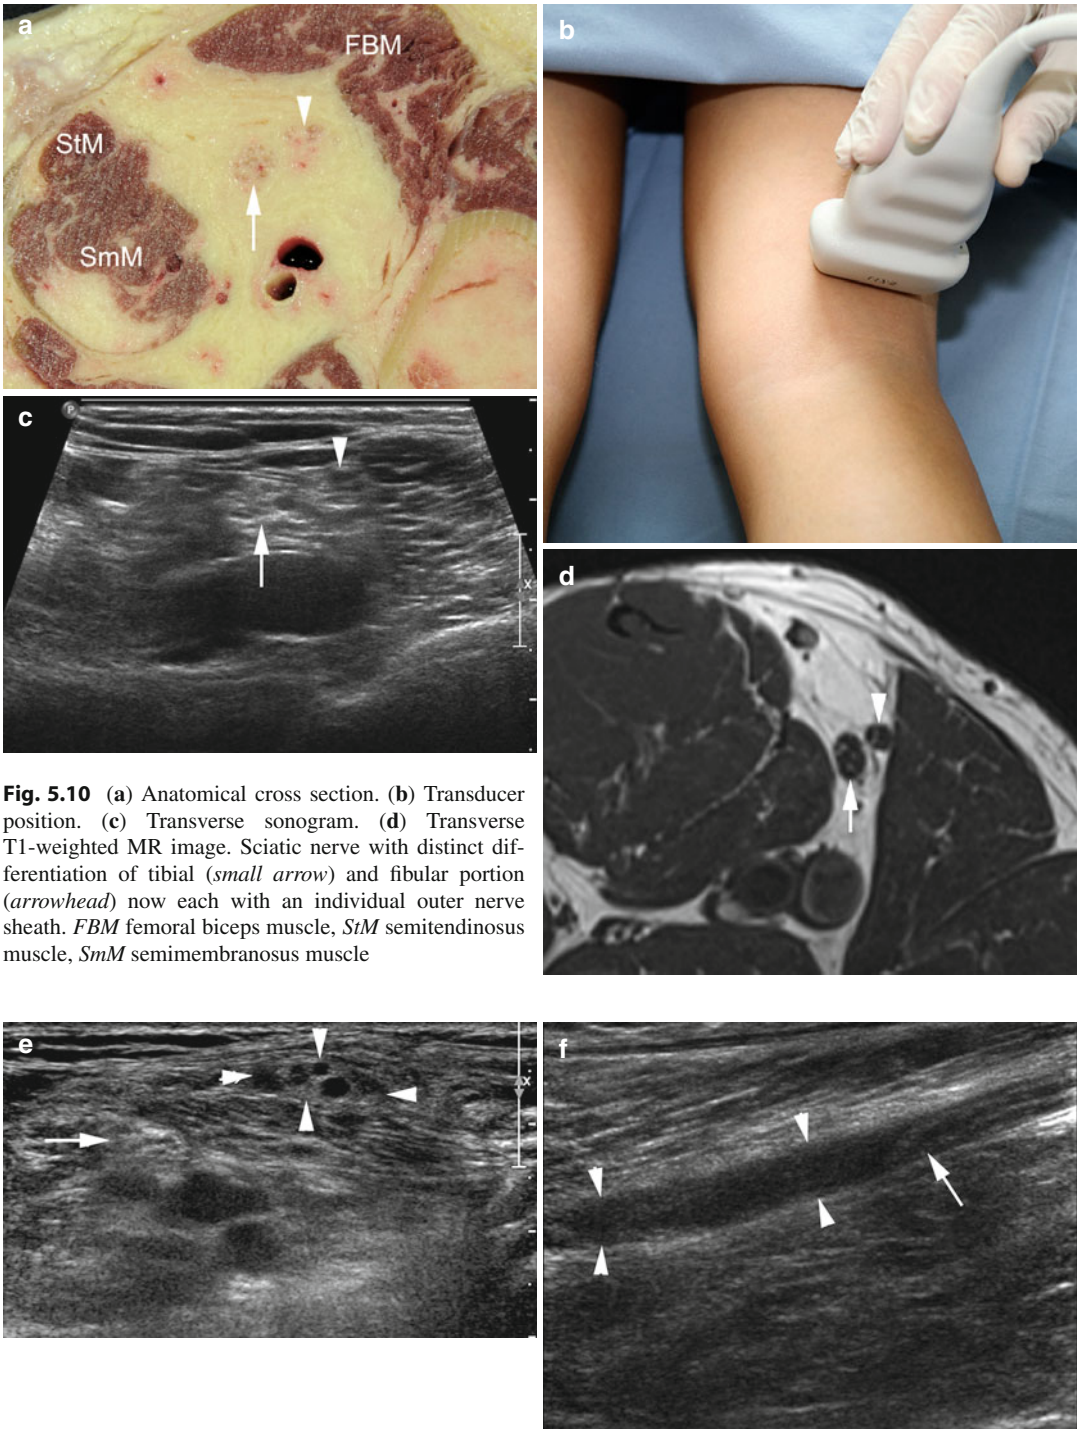 a
FBM
StM
SmM
b
c
P
X
d
Fig. 5.10 (a) Anatomical cross section. (b) Transducer
position. (c) Transverse sonogram. (d) Transverse
T1-weighted MR image. Sciatic nerve with distinct dif-
ferentiation of tibial (small arrow) and fibular portion
(arrowhead) now each with an individual outer nerve
sheath. FBM femoral biceps muscle, StM semitendinosus
muscle, SmM semimembranosus muscle
e
X
f